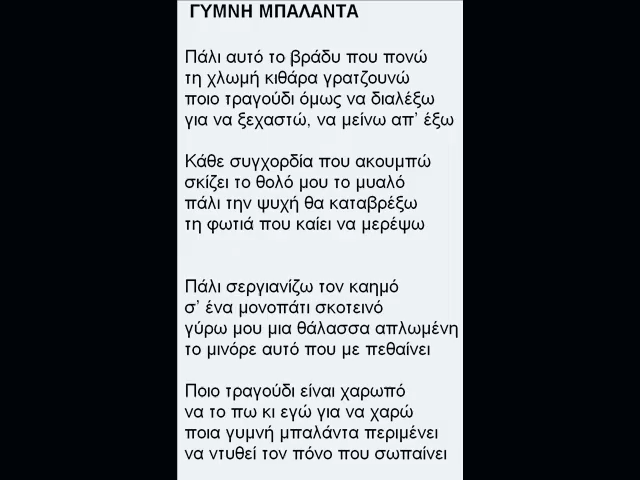 ΓΥΜΝΗ ΜΠΑΛΑΝΤΑ
Πάλι αυτό το βράδυ που πονώ
τη χλωμή κιθάρα γρατζουνώ
ποιο τραγούδι όμως να διαλέξω
για να ξεχαστώ, να μείνω απ' έξω
Κάθε συγχορδία που ακουμπώ
σκίζει το θολό μου το μυαλό
πάλι την ψυχή θα καταβρέξω
τη φωτιά που καίει να μερέψω
Πάλι σεργιανίζω τον καημό
σ' ένα μονοπάτι σκοτεινό
γύρω μου μια θάλασσα απλωμένη
το μινόρε αυτό που με πεθαίνει
Ποιο τραγούδι είναι χαρωπό
να το πω κι εγώ για να χαρώ
ποια γυμνή μπαλάντα περιμένει
να ντυθεί τον πόνο που σωπαίνει